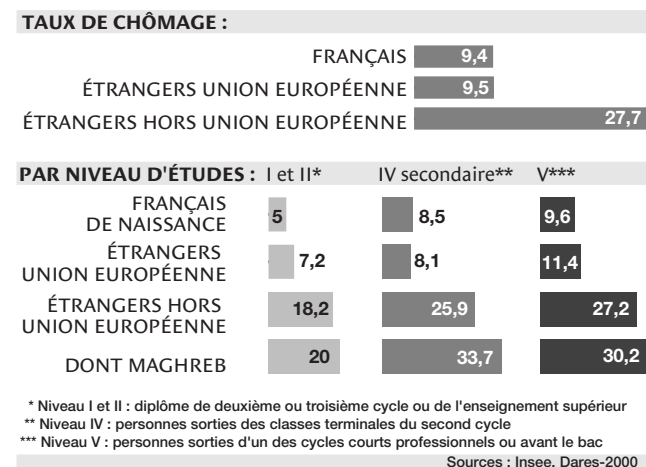 TAUX DE CHÔMAGE :
FRANÇAIS 9,4
ÉTRANGERS UNION EUROPÉENNE 9,5
ÉTRANGERS HORS UNION EUROPÉENNE 27,7
PAR NIVEAU D'ÉTUDES : I et II* IV secondaire** V***
FRANÇAIS
DE NAISSANCE 5 8,5 9,6
ÉTRANGERS
UNION EUROPÉENNE 7,2 8,1 11,4
ÉTRANGERS HORS
UNION EUROPÉENNE 18,2 25,9 27,2
DONT MAGHREB 20 33,7 30,2
* Niveau I et II : diplôme de deuxième ou troisième cycle ou de l'enseignement supérieur
** Niveau IV : personnes sorties des classes terminales du second cycle
*** Niveau V : personnes sorties d'un des cycles courts professionnels ou avant le bac
Sources : Insee, Dares-2000